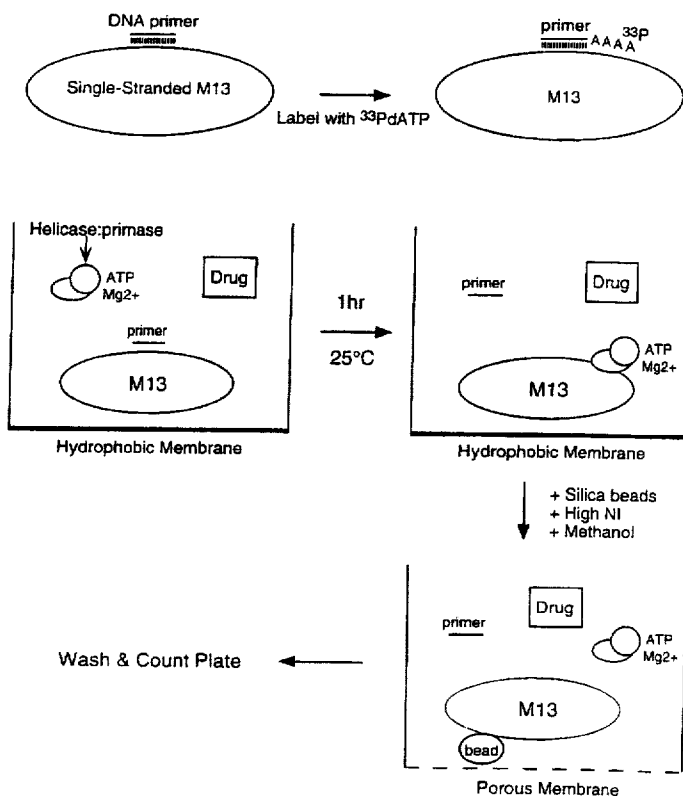 DNA primer
Single-Stranded M13
Label with ³³PdATP
primer
AAAA
³³P
M13
Helicase:primase
ATP
Mg2+
Drug
primer
M13
Hydrophobic Membrane
1hr
25°C
primer
Drug
ATP
Mg2+
M13
Hydrophobic Membrane
+ Silica beads
+ High NI
+ Methanol
Drug
primer
ATP
Mg2+
M13
bead
Porous Membrane
Wash & Count Plate